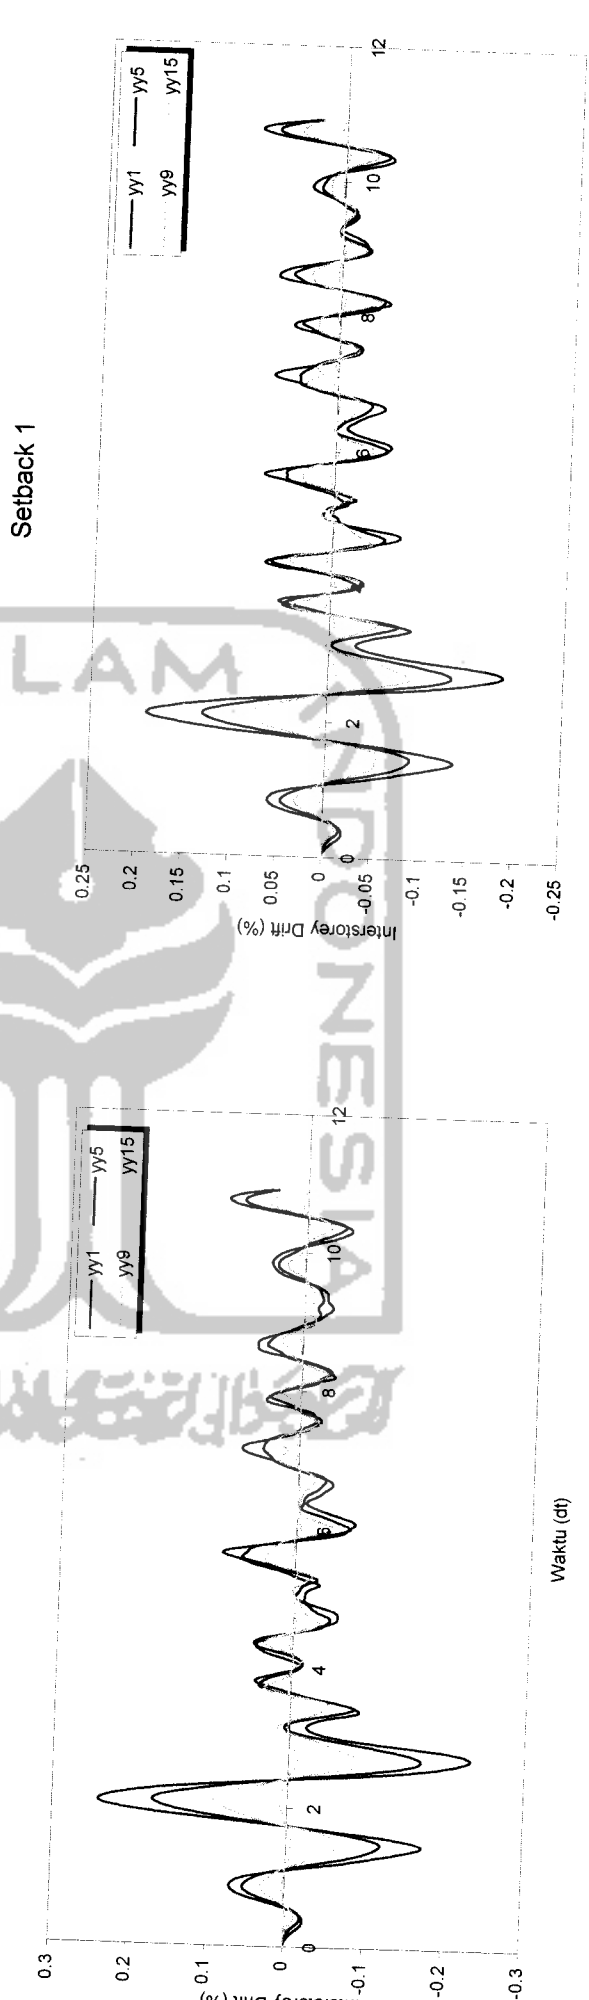 Setback 1
yy1 yy5
yy9 yy15
0.25
0.2
0.15
0.1
0.05
0
-0.05
-0.1
-0.15
-0.2
-0.25
Interstorey Drift (%)
0 2 6 8 10 12
yy1 yy5
yy9 yy15
0.3
0.2
0.1
0
-0.1
-0.2
-0.3
Drift (%)
0 2 4 6 8 10 12
Waktu (dt)
LAM
INDONESIA